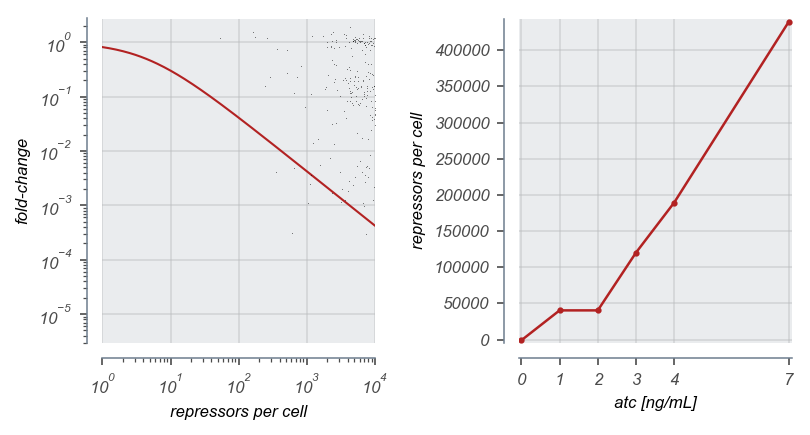 10^0
10^−1
10^−2
10^−3
10^−4
10^−5
fold-change
10^0 10^1 10^2 10^3 10^4
repressors per cell
400000
350000
300000
250000
200000
150000
100000
50000
0
repressors per cell
0 1 2 3 4 7
atc [ng/mL]